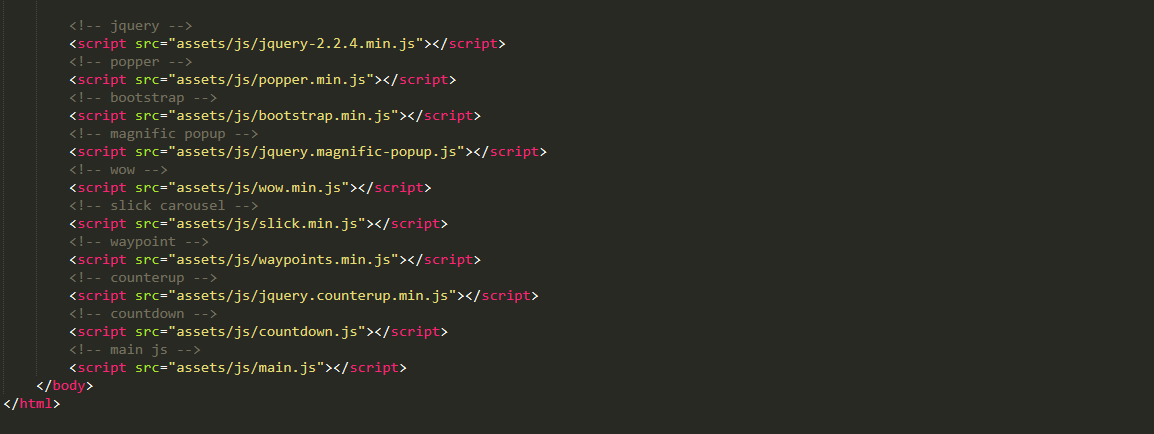 <!-- jquery -->
<script src="assets/js/jquery-2.2.4.min.js"></script>
<!-- popper -->
<script src="assets/js/popper.min.js"></script>
<!-- bootstrap -->
<script src="assets/js/bootstrap.min.js"></script>
<!-- magnific popup -->
<script src="assets/js/jquery.magnific-popup.js"></script>
<!-- wow -->
<script src="assets/js/wow.min.js"></script>
<!-- slick carousel -->
<script src="assets/js/slick.min.js"></script>
<!-- waypoint -->
<script src="assets/js/waypoints.min.js"></script>
<!-- counterup -->
<script src="assets/js/jquery.counterup.min.js"></script>
<!-- countdown -->
<script src="assets/js/countdown.js"></script>
<!-- main js -->
<script src="assets/js/main.js"></script>
</body>
</html>